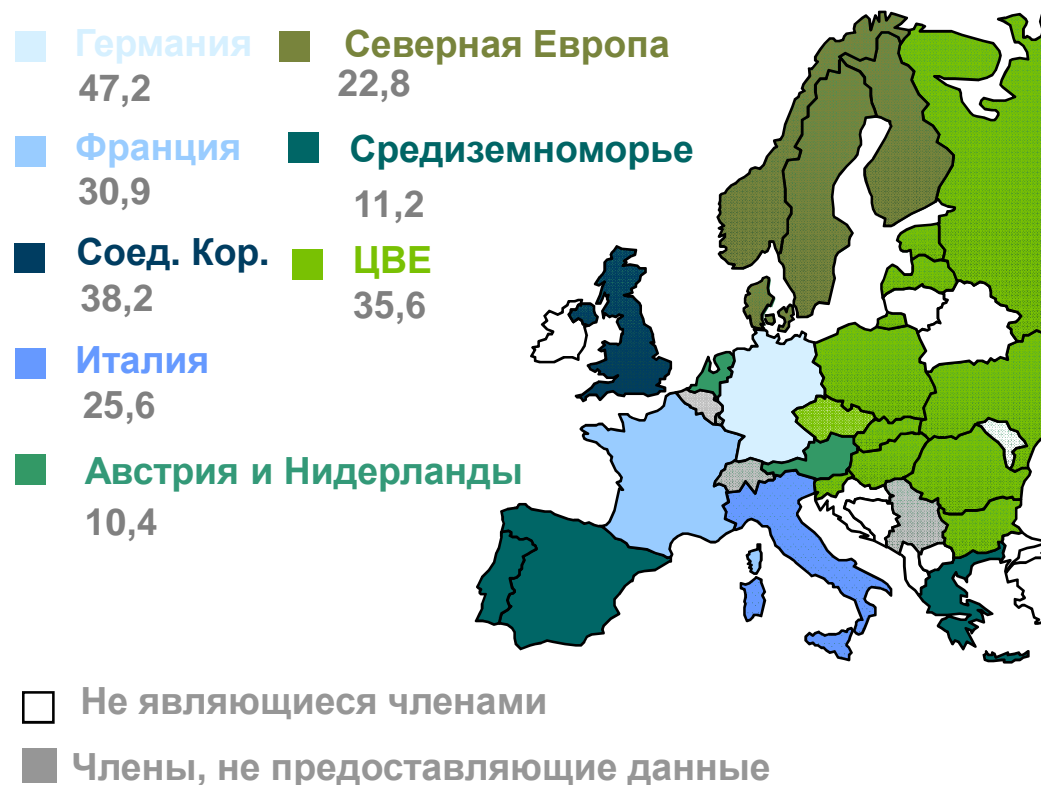 Германия
47,2
Северная Европа
22,8
Франция
30,9
Средиземноморье
11,2
Соед. Кор.
38,2
ЦВЕ
35,6
Италия
25,6
Австрия и Нидерланды
10,4
Не являющиеся членами
Члены, не предоставляющие данные